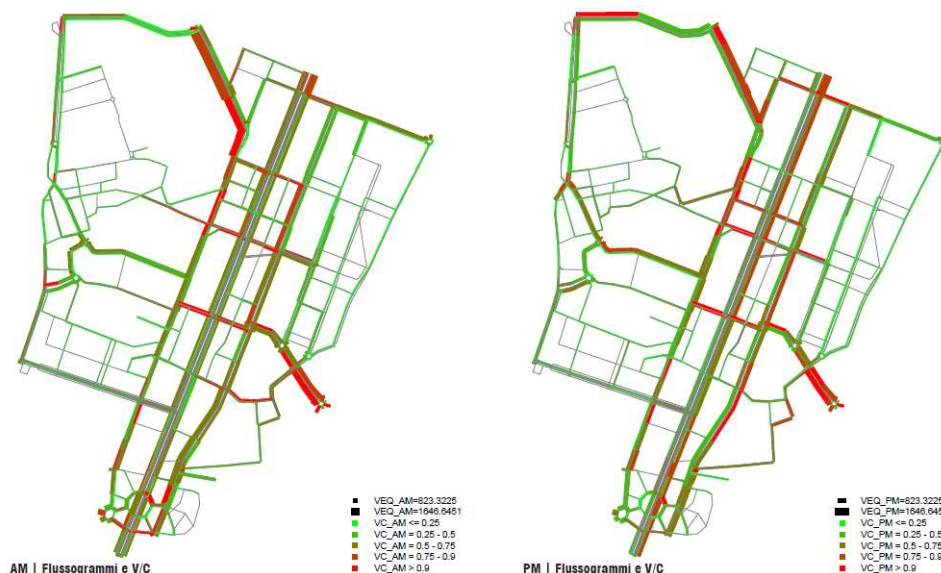 VEQ_AM=823.3225
VEQ_AM=1646.6451
VC_AM <= 0.25
VC_AM = 0.25 - 0.5
VC_AM = 0.5 - 0.75
VC_AM = 0.75 - 0.9
VC_AM > 0.9
AM | Flussogrammi e V/C
VEQ_PM=823.3225
VEQ_PM=1646.645
VC_PM <= 0.25
VC_PM = 0.25 - 0.5
VC_PM = 0.5 - 0.75
VC_PM = 0.75 - 0.9
VC_PM > 0.9
PM | Flussogrammi e V/C